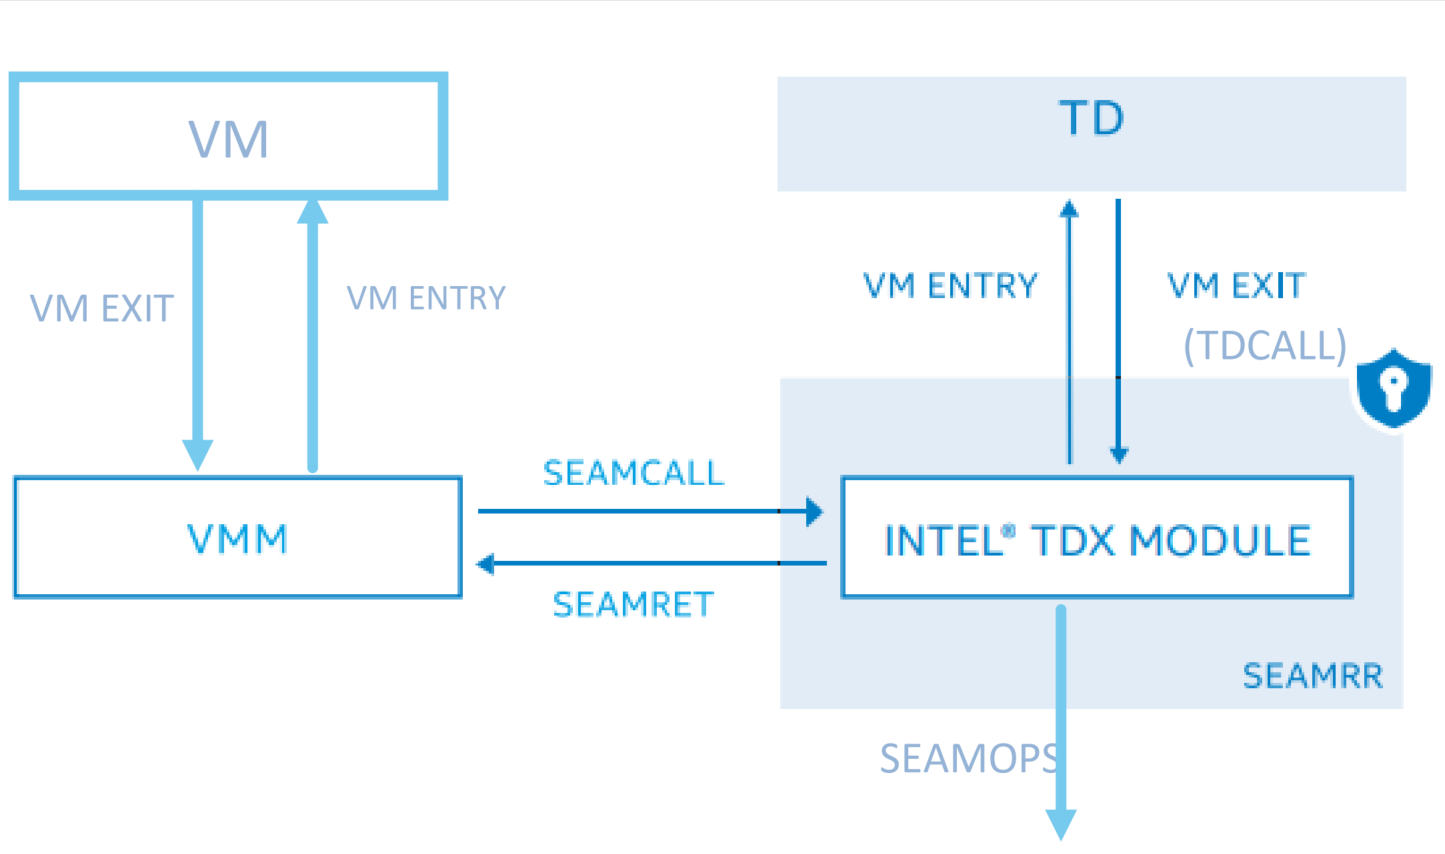 VM
TD
VM EXIT
VM ENTRY
VM ENTRY
VM EXIT
(TDCALL)
SEAMCALL
VMM
INTEL® TDX MODULE
SEAMRET
SEAMRR
SEAMOPS